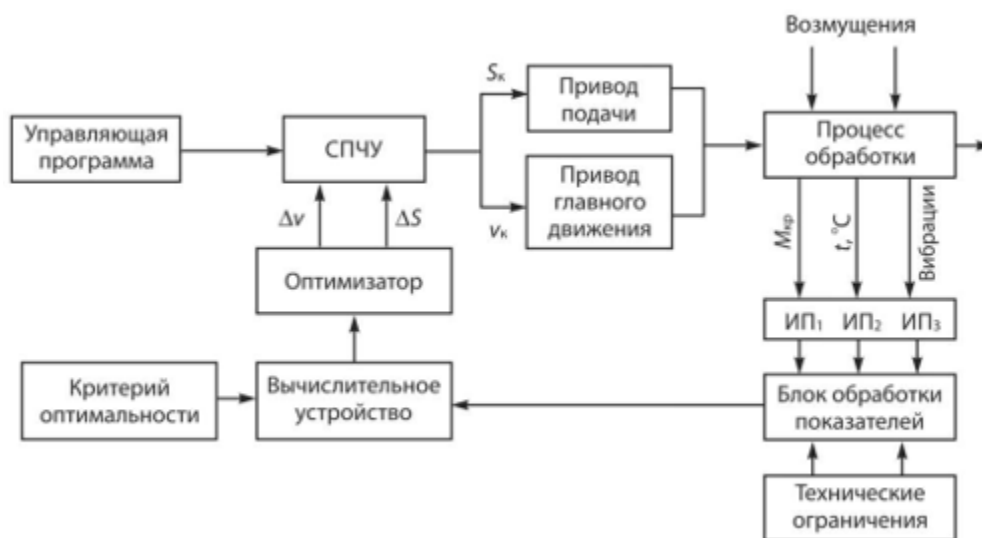 Возмущения
Sк
Привод
подачи
Управляющая
программа
СПЧУ
Процесс
обработки
Привод
главного
движения
vк
Δv
ΔS
Mкр
t, °C
Вибрации
Оптимизатор
ИП₁
ИП₂
ИП₃
Критерий
оптимальности
Вычислительное
устройство
Блок обработки
показателей
Технические
ограничения